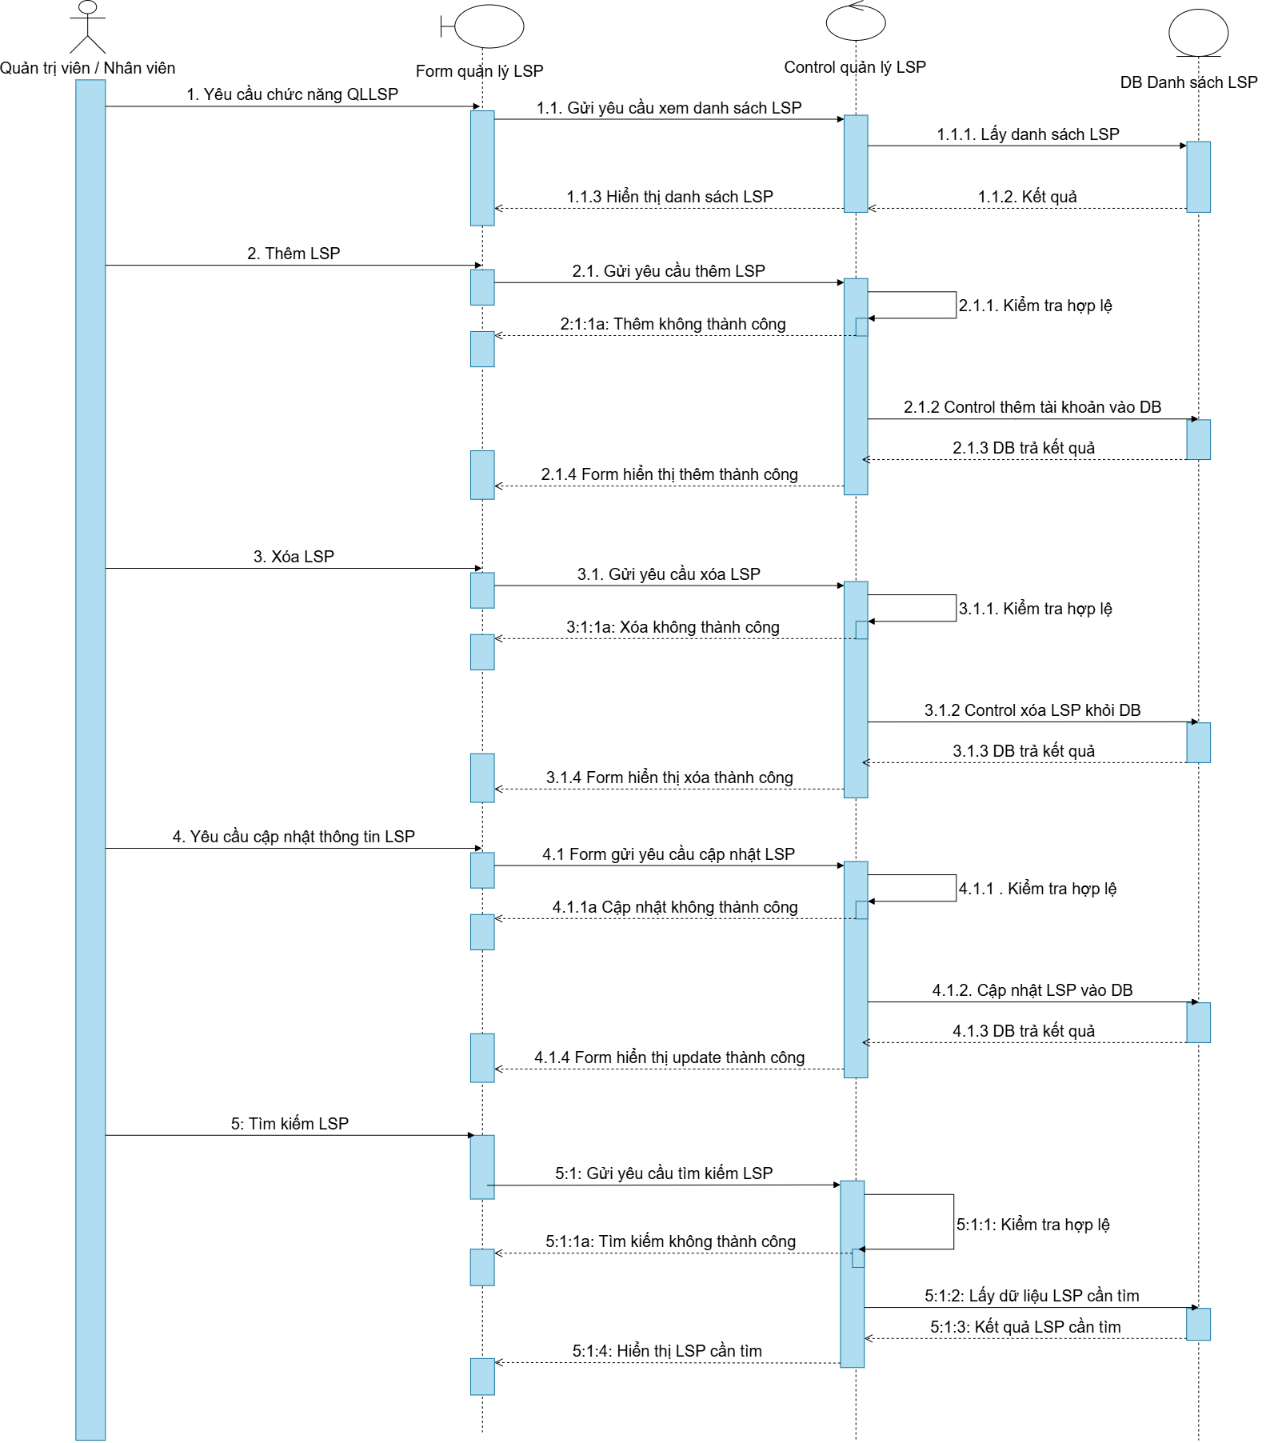 Quản trị viên / Nhân viên
Form quản lý LSP
Control quản lý LSP
DB Danh sách LSP
1. Yêu cầu chức năng QLLSP
1.1. Gửi yêu cầu xem danh sách LSP
1.1.1. Lấy danh sách LSP
1.1.2. Kết quả
1.1.3 Hiển thị danh sách LSP
2. Thêm LSP
2.1. Gửi yêu cầu thêm LSP
2.1.1. Kiểm tra hợp lệ
2:1:1a: Thêm không thành công
2.1.2 Control thêm tài khoản vào DB
2.1.3 DB trả kết quả
2.1.4 Form hiển thị thêm thành công
3. Xóa LSP
3.1. Gửi yêu cầu xóa LSP
3.1.1. Kiểm tra hợp lệ
3:1:1a: Xóa không thành công
3.1.2 Control xóa LSP khỏi DB
3.1.3 DB trả kết quả
3.1.4 Form hiển thị xóa thành công
4. Yêu cầu cập nhật thông tin LSP
4.1 Form gửi yêu cầu cập nhật LSP
4.1.1 . Kiểm tra hợp lệ
4.1.1a Cập nhật không thành công
4.1.2. Cập nhật LSP vào DB
4.1.3 DB trả kết quả
4.1.4 Form hiển thị update thành công
5: Tìm kiếm LSP
5:1: Gửi yêu cầu tìm kiếm LSP
5:1:1: Kiểm tra hợp lệ
5:1:1a: Tìm kiếm không thành công
5:1:2: Lấy dữ liệu LSP cần tìm
5:1:3: Kết quả LSP cần tìm
5:1:4: Hiển thị LSP cần tìm